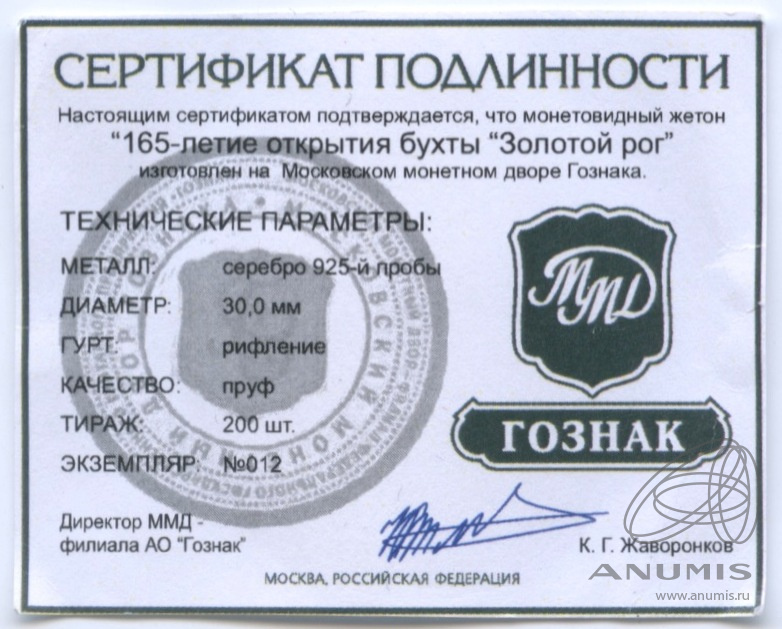 СЕРТИФИКАТ ПОДЛИННОСТИ
Настоящим сертификатом подтверждается, что монетовидный жетон
“165-летие открытия бухты “Золотой рог”
изготовлен на Московском монетном дворе Гознака.
ТЕХНИЧЕСКИЕ ПАРАМЕТРЫ:
МЕТАЛЛ: серебро 925-й пробы
ДИАМЕТР: 30,0 мм
ГУРТ: рифление
КАЧЕСТВО: пруф
ТИРАЖ: 200 шт.
ЭКЗЕМПЛЯР: №012
ММД
ГОЗНАК
Директор ММД -
филиала АО “Гознак”
К. Г. Жаворонков
МОСКВА, РОССИЙСКАЯ ФЕДЕРАЦИЯ
ANUMIS
www.anumis.ru